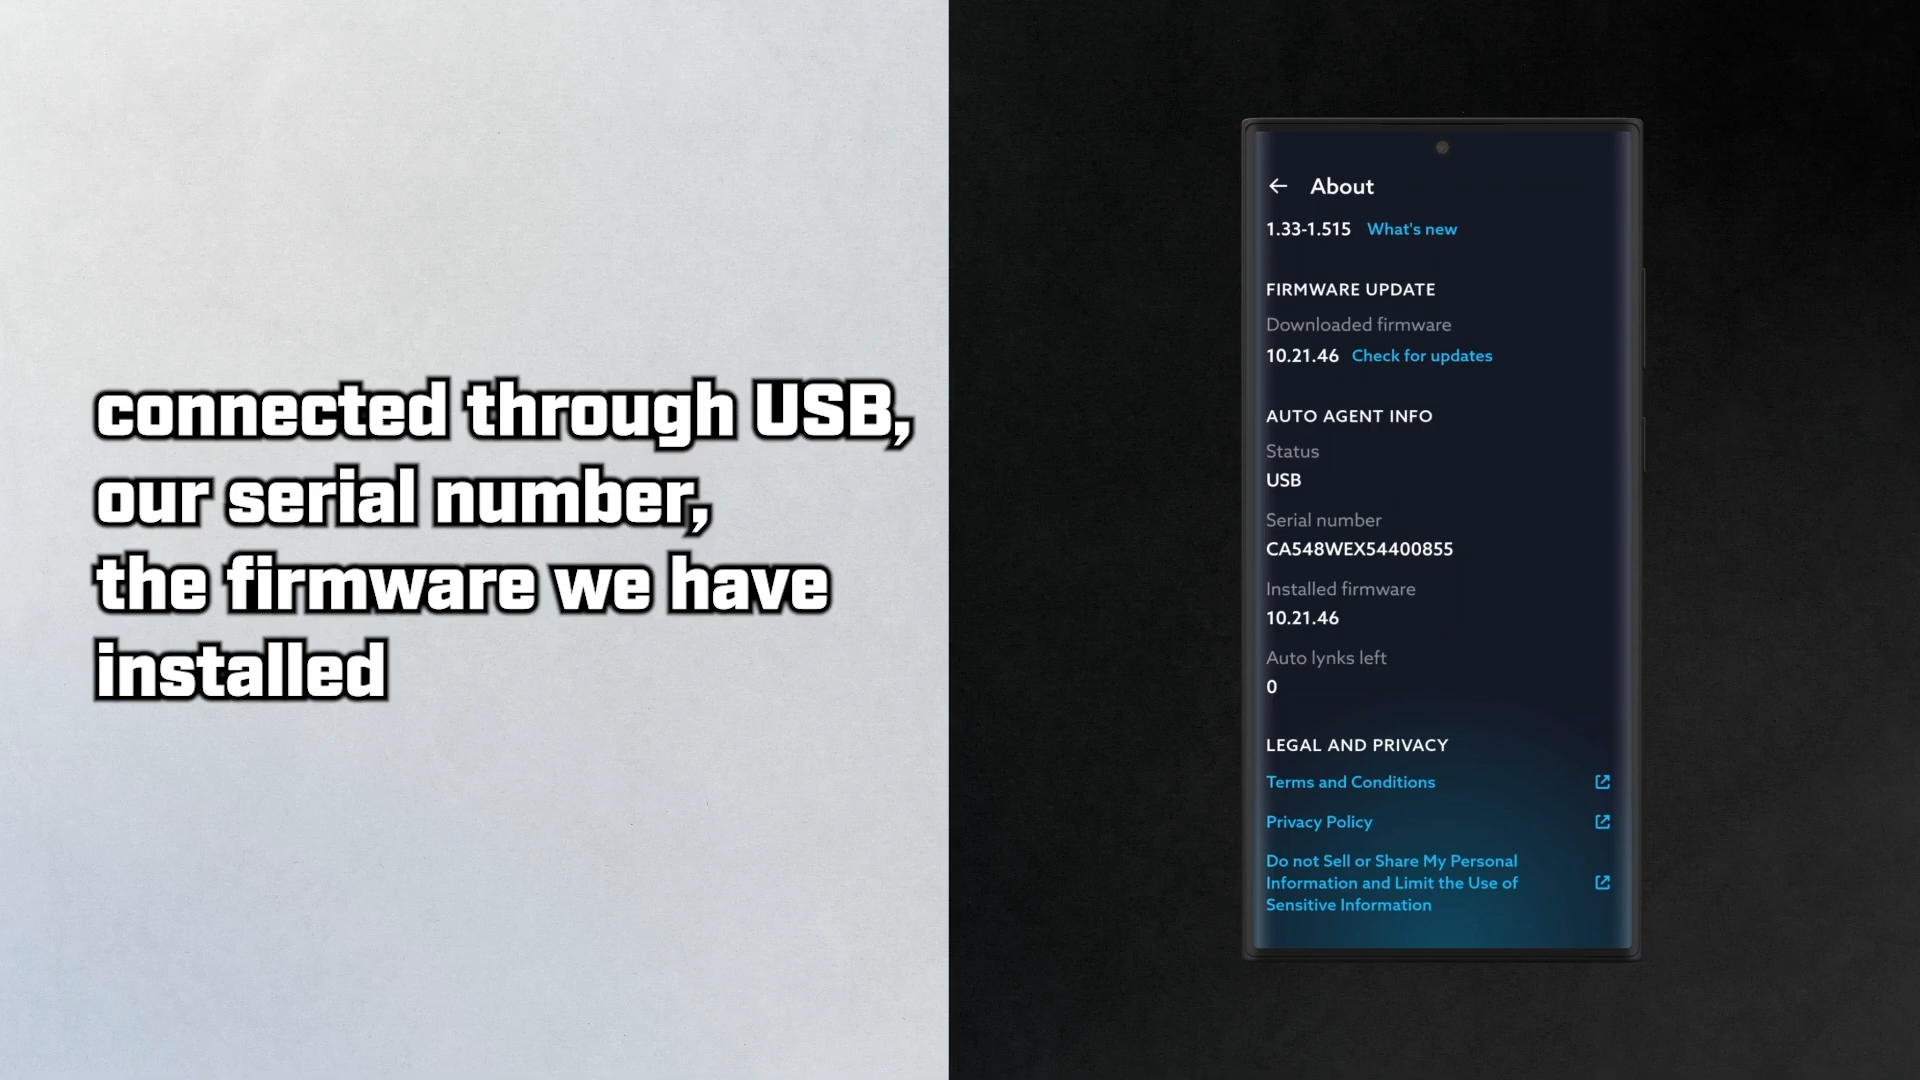 connected through USB,
our serial number,
the firmware we have
installed
About
1.33-1.515 What's new
FIRMWARE UPDATE
Downloaded firmware
10.21.46 Check for updates
AUTO AGENT INFO
Status
USB
Serial number
CA548WEX54400855
Installed firmware
10.21.46
Auto lynks left
0
LEGAL AND PRIVACY
Terms and Conditions
Privacy Policy
Do not Sell or Share My Personal
Information and Limit the Use of
Sensitive Information